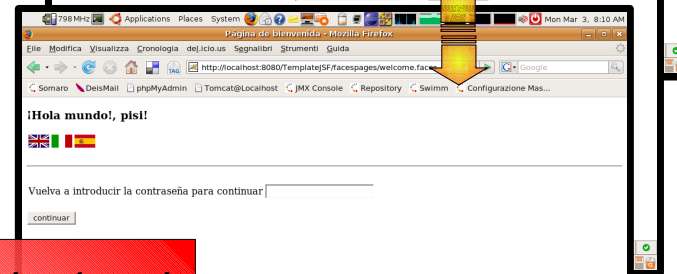 798 MHz Applications Places System Mon Mar 3, 8:10 AM
Pagina de bienvenida - Mozilla Firefox
File Modifica Visualizza Cronologia del.icio.us Segnalibri Strumenti Guida
TAG http://localhost:8080/TemplateJSF/facespages/welcome.faces Google
Somaro DeisMail phpMyAdmin Tomcat@Localhost JMX Console Repository Swimm Configurazione Mas...
¡Hola mundo!, pisi!
Vuelva a introducir la contraseña para continuar
continuar